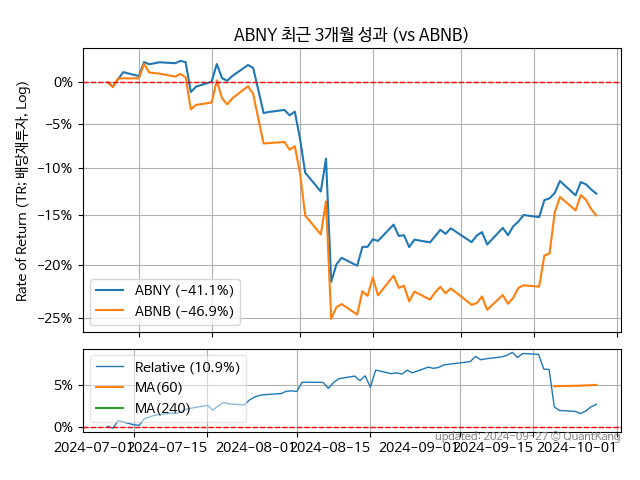 ABNY 최근 3개월 성과 (vs ABNB)
Rate of Return (TR; 배당재투자, Log)
0%
−5%
−10%
−15%
−20%
−25%
ABNY (−41.1%)
ABNB (−46.9%)
Relative (10.9%)
MA(60)
MA(240)
5%
0%
2024-07-01
2024-07-15
2024-08-01
2024-08-15
2024-09-01
2024-09-15
2024-10-01
updated: 2024-09-27 © QuantKang